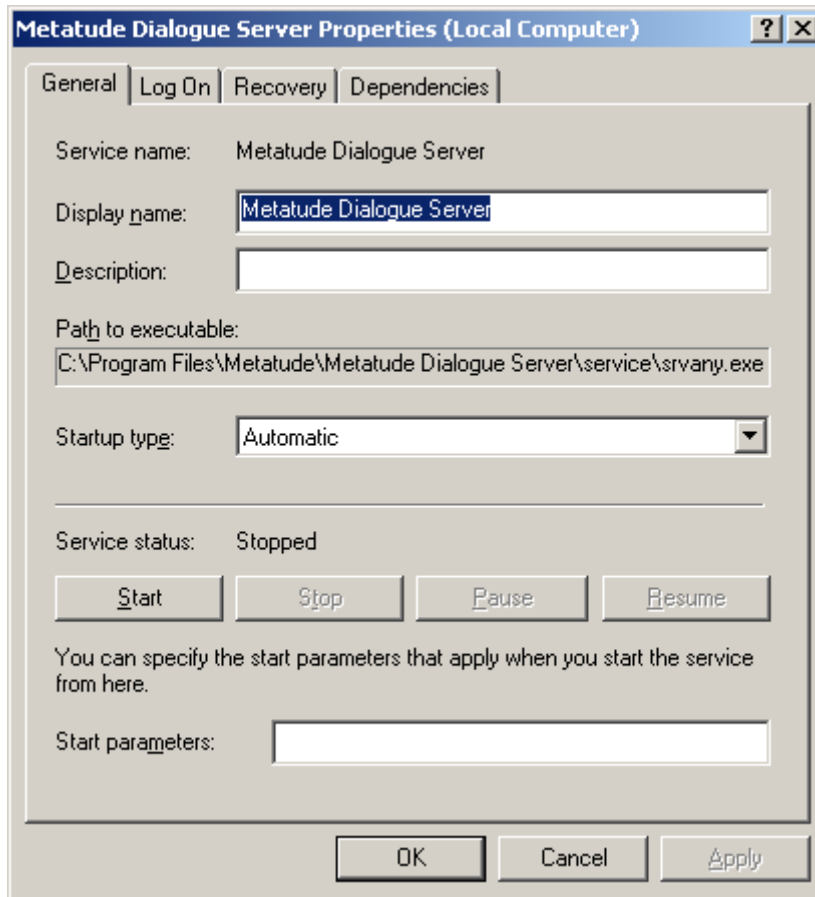 Metatude Dialogue Server Properties (Local Computer)
General Log On Recovery Dependencies
Service name: Metatude Dialogue Server
Display name: Metatude Dialogue Server
Description:
Path to executable:
C:\Program Files\Metatude\Metatude Dialogue Server\service\srvany.exe
Startup type: Automatic
Service status: Stopped
Start Stop Pause Resume
You can specify the start parameters that apply when you start the service
from here.
Start parameters:
OK Cancel Apply